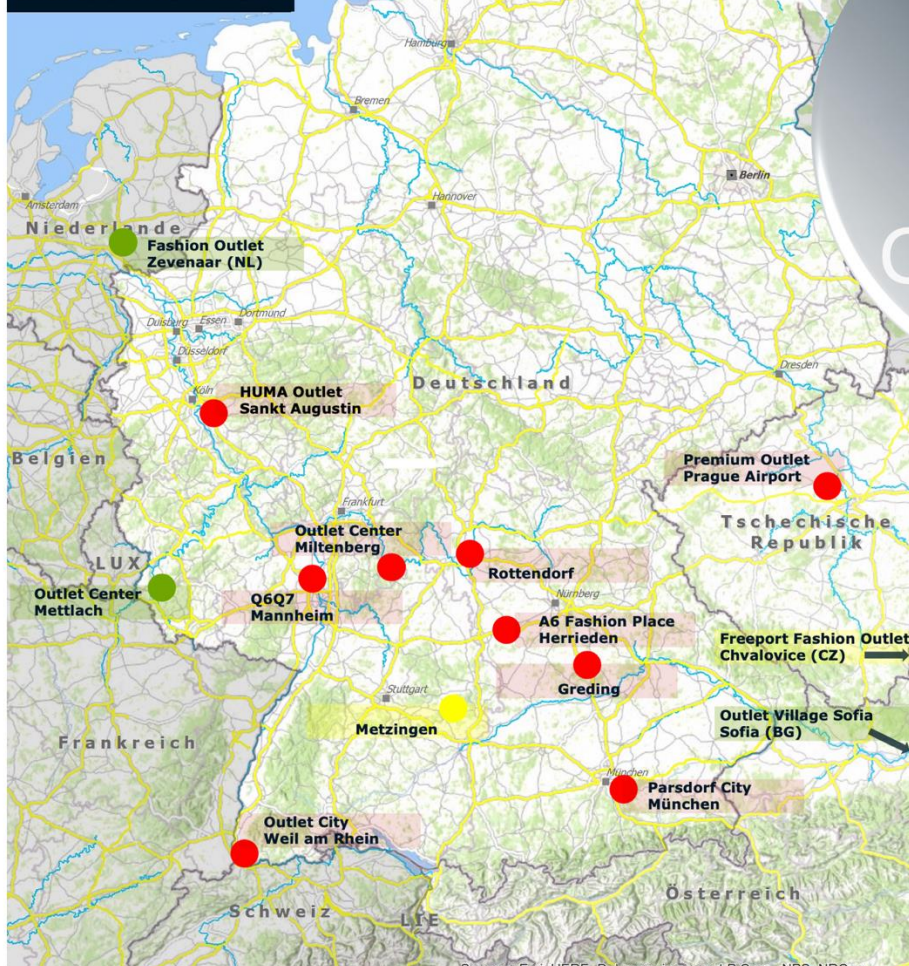 Hamburg
Bremen
Berlin
Amsterdam
Hannover
Niederlande
Fashion Outlet
Zevenaar (NL)
Duisburg
Essen
Dortmund
Düsseldorf
Dresden
Deutschland
Köln
HUMA Outlet
Sankt Augustin
Belgien
Premium Outlet
Prague Airport
Frankfurt
Tschechische
Republik
Outlet Center
Miltenberg
LUX
Rottendorf
Outlet Center
Mettlach
Q6Q7
Mannheim
Nürnberg
A6 Fashion Place
Herrieden
Freeport Fashion Outlet
Chvalovice (CZ)
Greding
Stuttgart
Metzingen
Outlet Village Sofia
Sofia (BG)
Frankreich
München
Parsdorf City
München
Outlet City
Weil am Rhein
Österreich
Schweiz
LIE